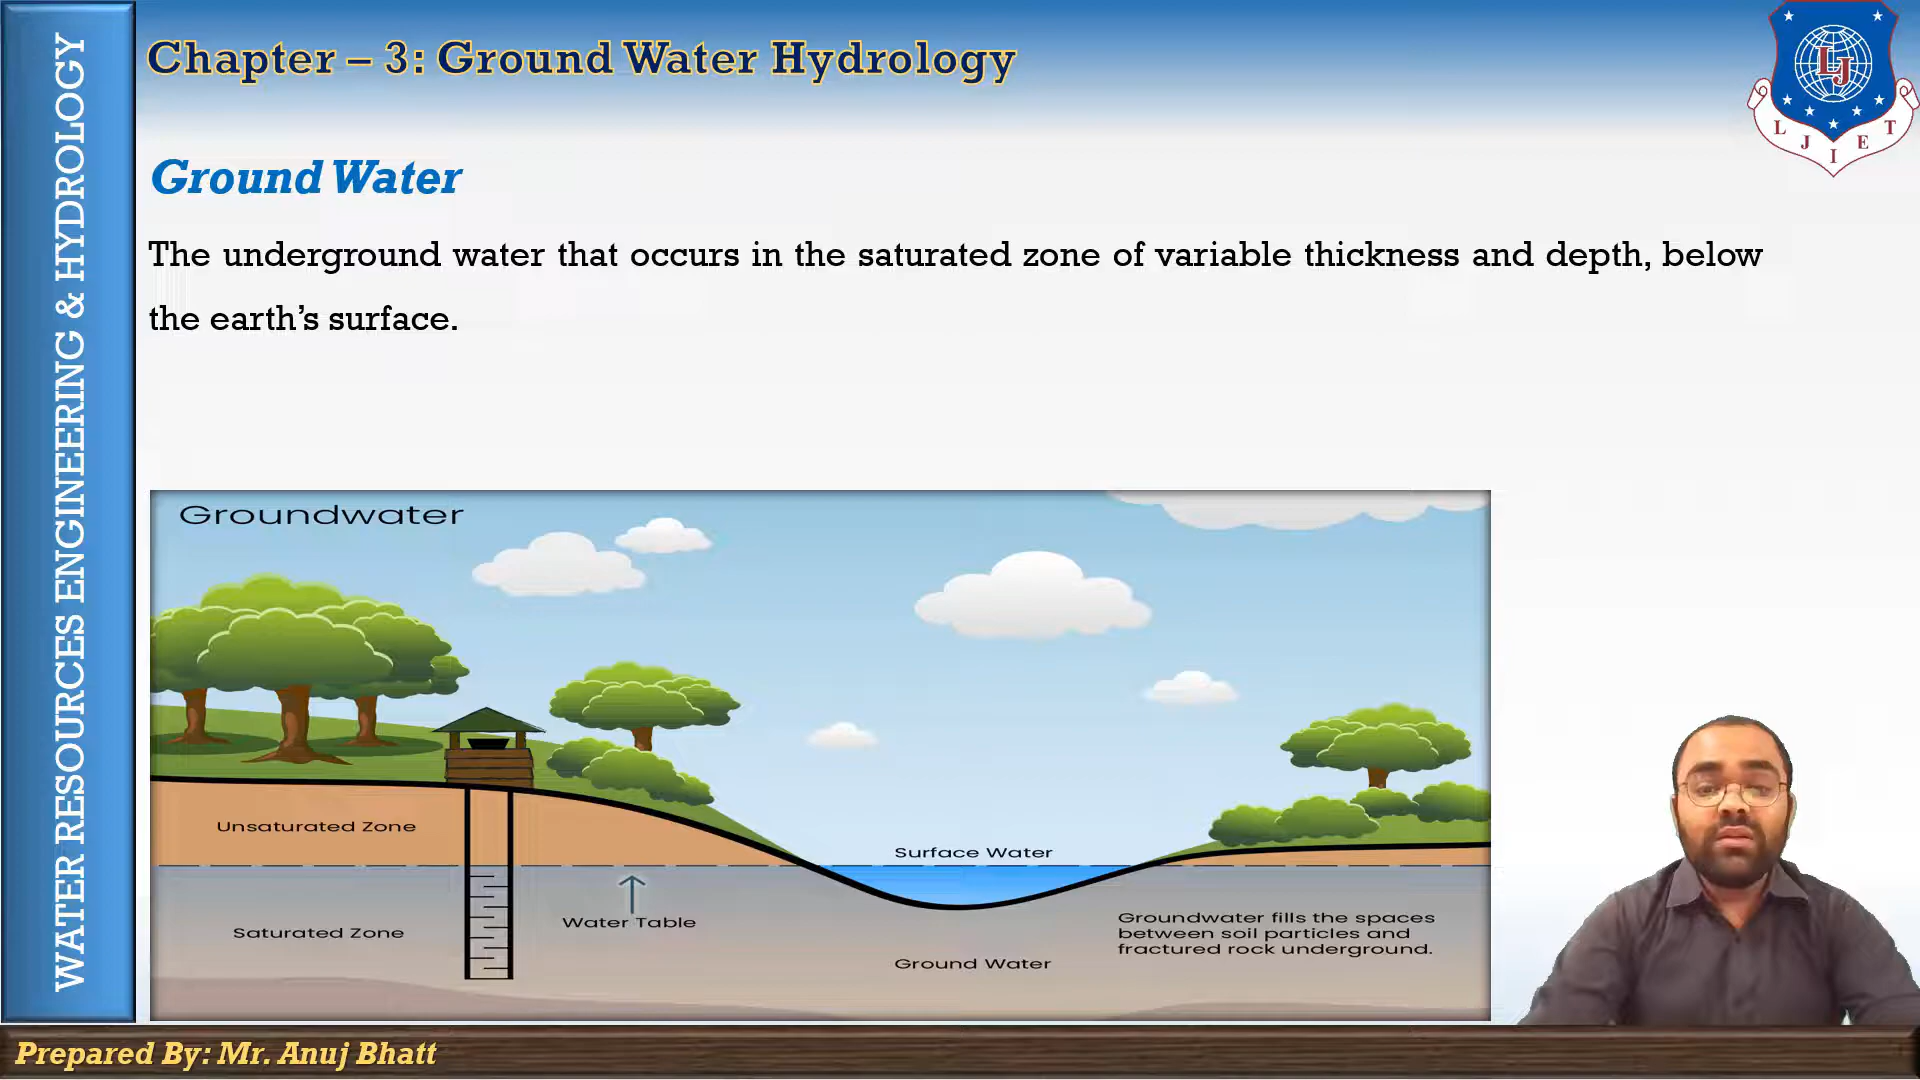 WATER RESOURCES ENGINEERING & HYDROLOGY
Chapter – 3: Ground Water Hydrology
LJ
L J I E T
Ground Water
The underground water that occurs in the saturated zone of variable thickness and depth, below
the earth’s surface.
Groundwater
Unsaturated Zone
Surface Water
Saturated Zone
Water Table
Ground Water
Groundwater fills the spaces
between soil particles and
fractured rock underground.
Prepared By: Mr. Anuj Bhatt